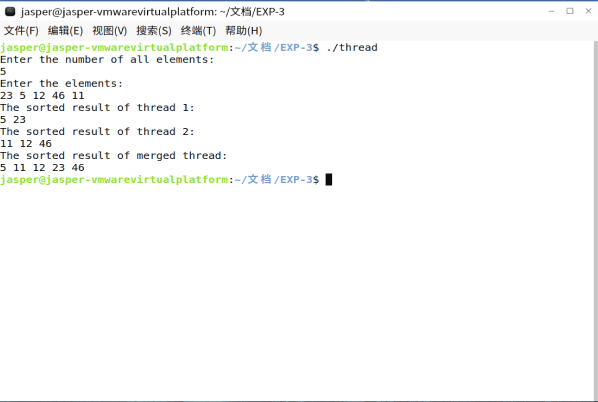 jasper@jasper-vmwarevirtualplatform: ~/文档/EXP-3
文件(F) 编辑(E) 视图(V) 搜索(S) 终端(T) 帮助(H)
jasper@jasper-vmwarevirtualplatform:~/文档/EXP-3$ ./thread
Enter the number of all elements:
5
Enter the elements:
23 5 12 46 11
The sorted result of thread 1:
5 23
The sorted result of thread 2:
11 12 46
The sorted result of merged thread:
5 11 12 23 46
jasper@jasper-vmwarevirtualplatform:~/文档/EXP-3$